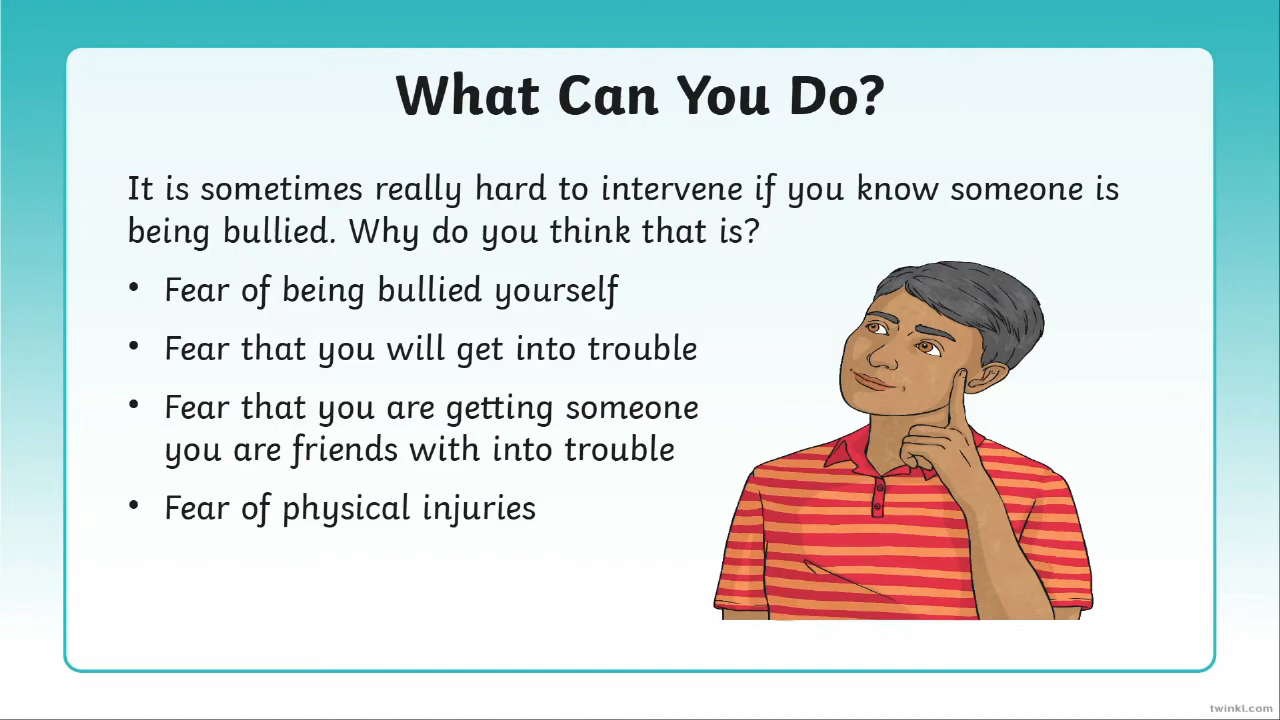 What Can You Do?
It is sometimes really hard to intervene if you know someone is
being bullied. Why do you think that is?
• Fear of being bullied yourself
• Fear that you will get into trouble
• Fear that you are getting someone
you are friends with into trouble
• Fear of physical injuries
twinkl.com